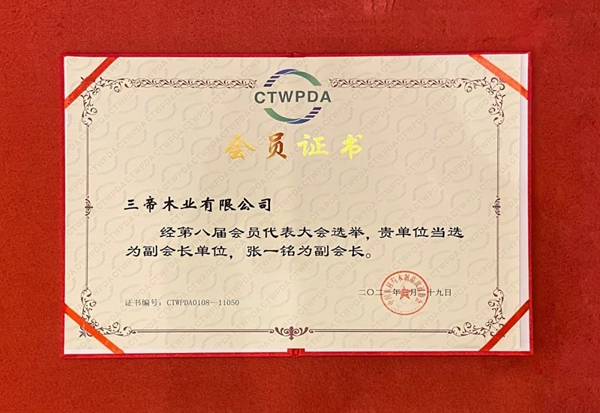 CTWPDA
会员证书
三帝木业有限公司
经第八届会员代表大会选举，贵单位当选
为副会长单位，张一铭为副会长。
证书编号：CTWPDA0108—11050